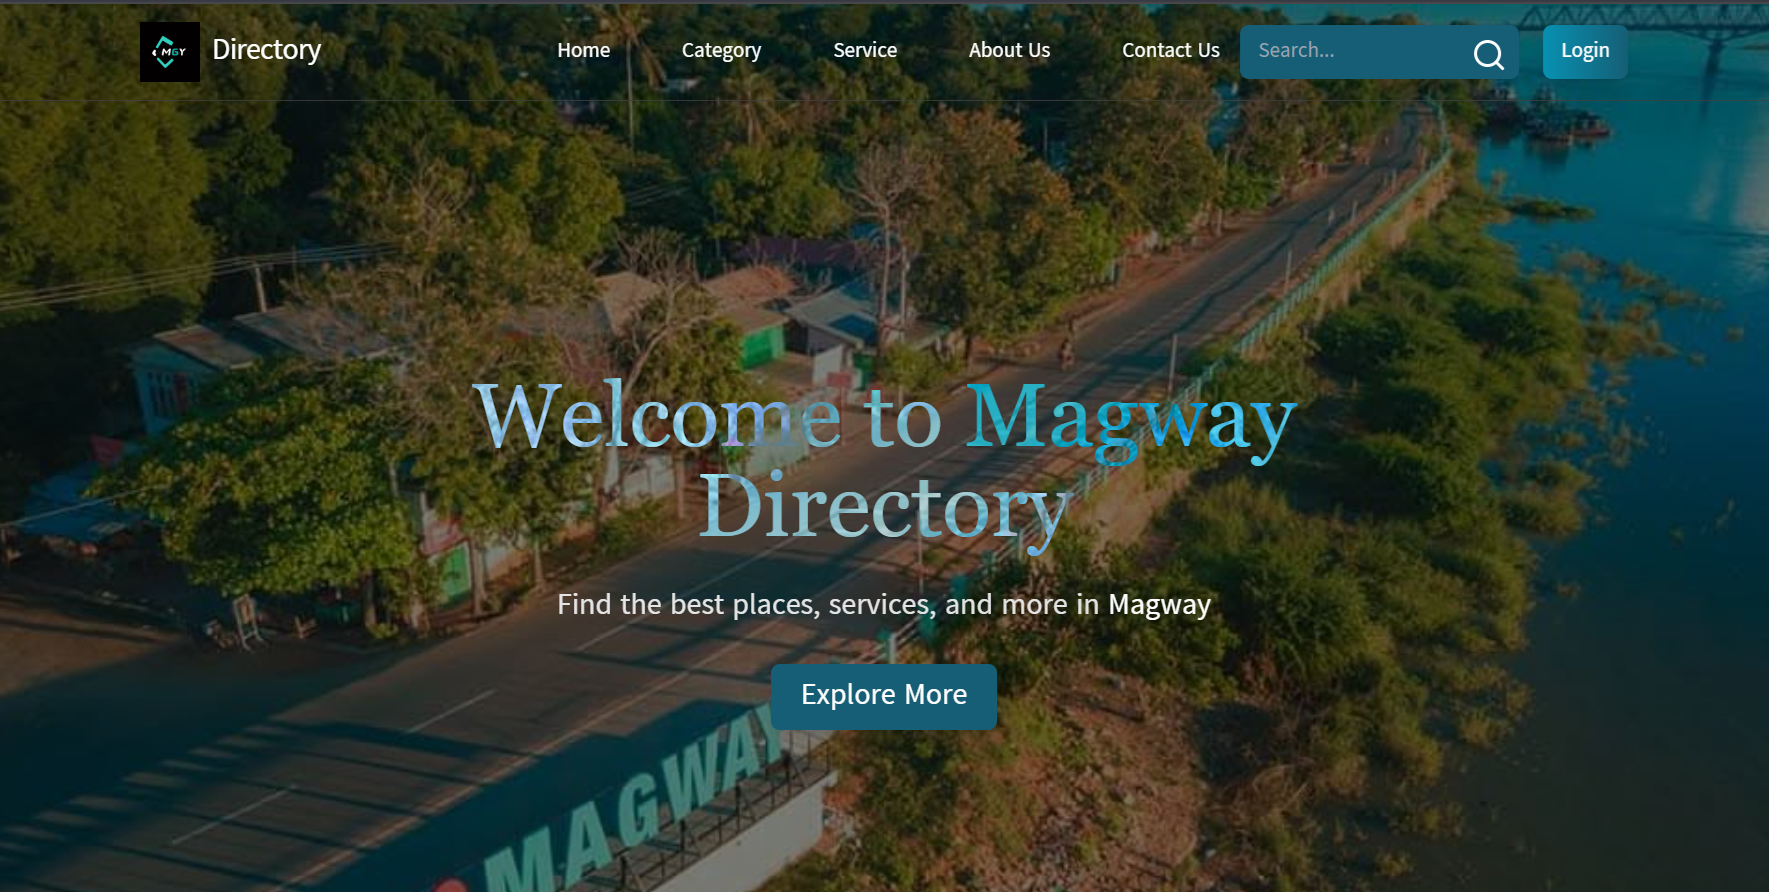 MGY
Directory
Home
Category
Service
About Us
Contact Us
Search...
Login
Welcome to Magway
Directory
Find the best places, services, and more in Magway
Explore More
MAGWAY